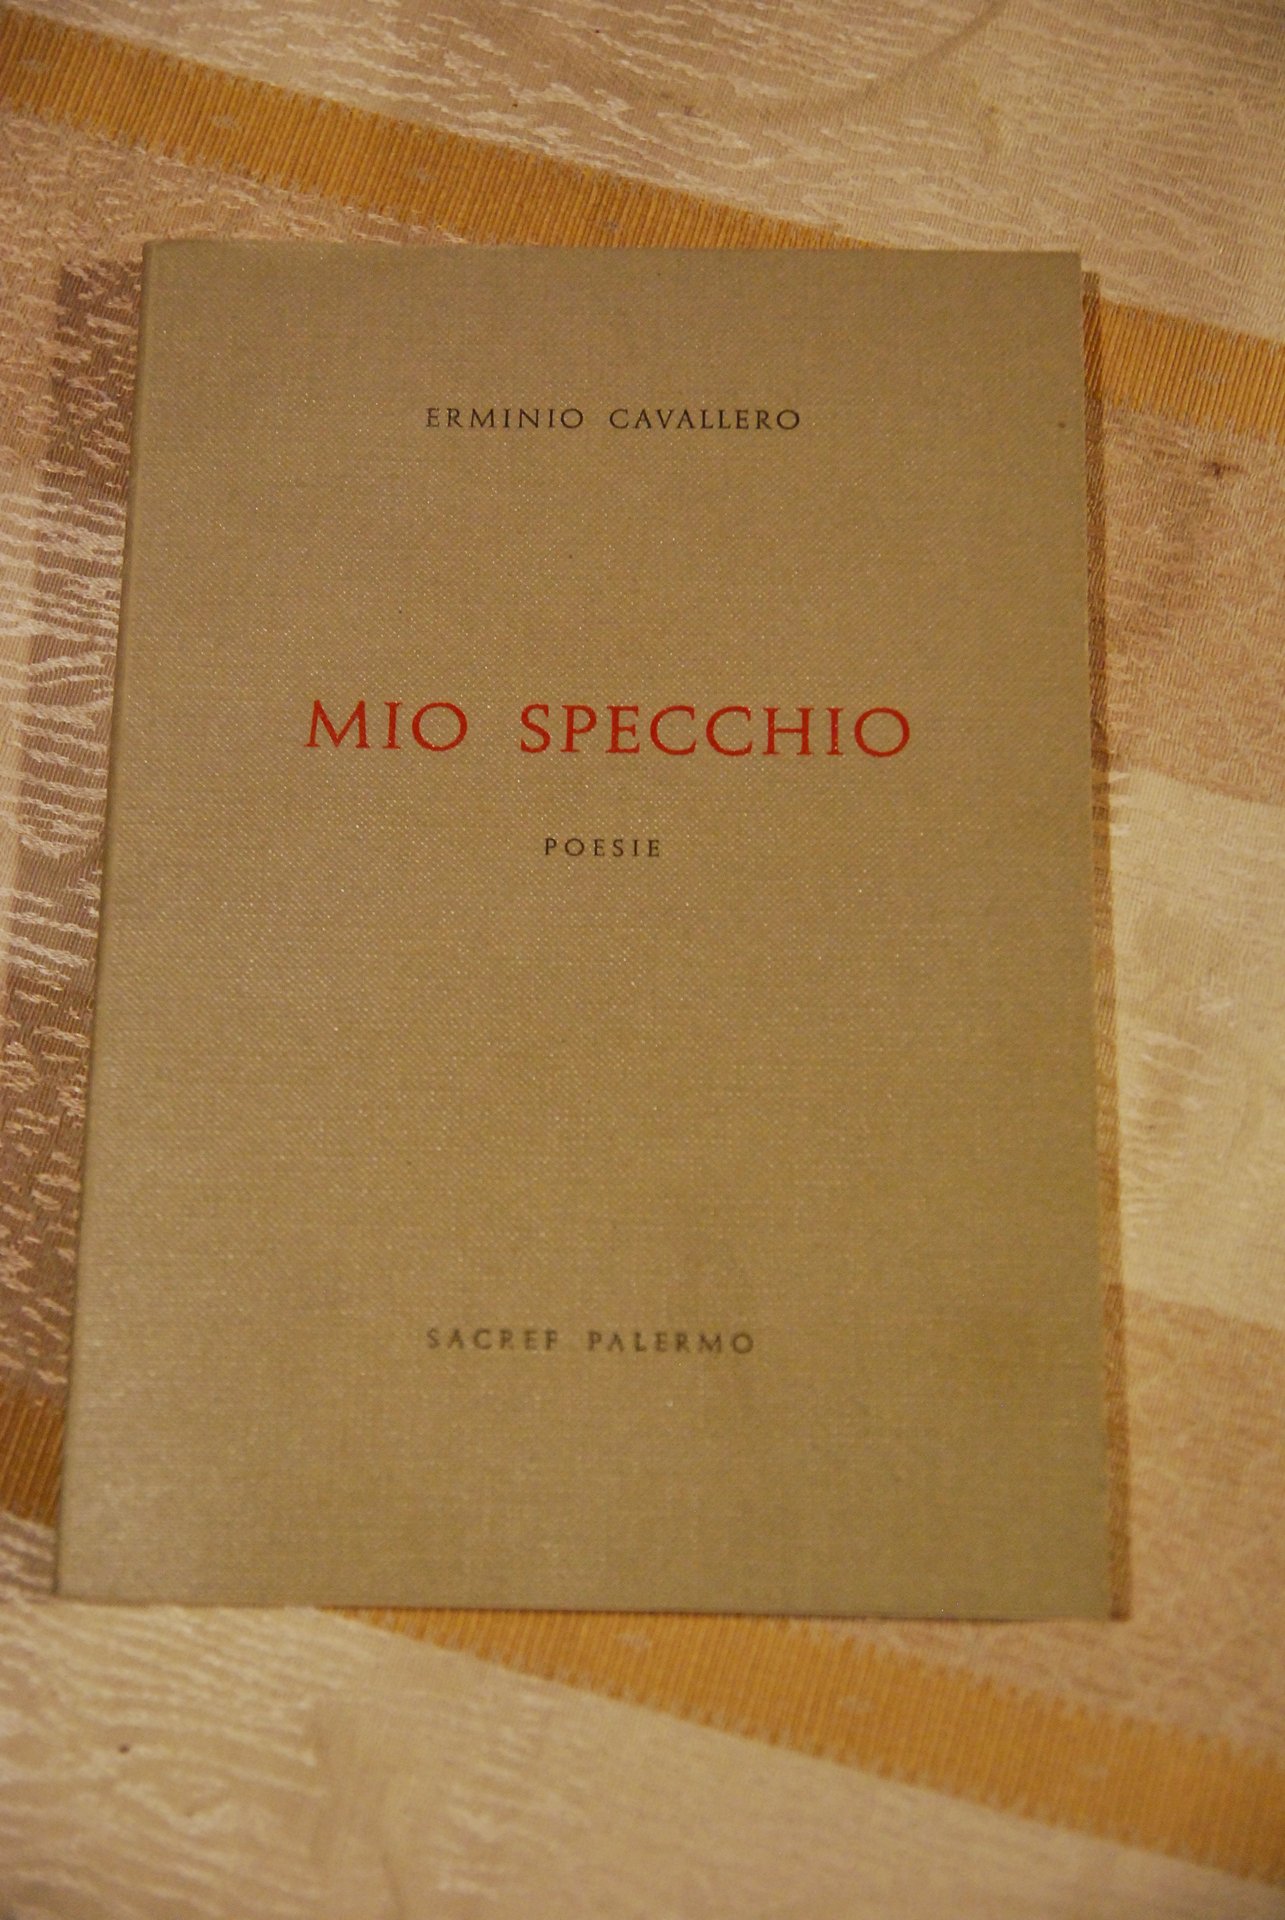 ERMINIO CAVALLERO
MIO SPECCHIO
POESIE
SACREF PALERMO